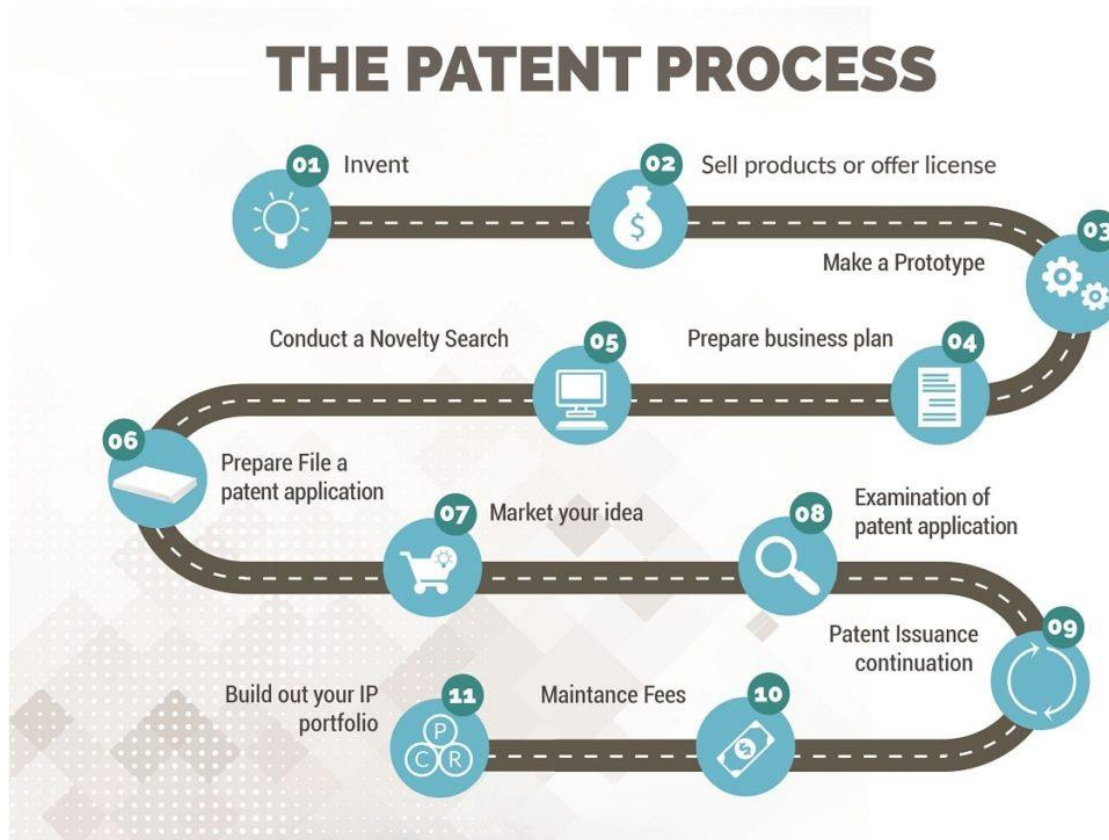 THE PATENT PROCESS
01 Invent
02 Sell products or offer license
03
Make a Prototype
04
Prepare business plan
05
Conduct a Novelty Search
06
Prepare File a
patent application
07 Market your idea
08
Examination of
patent application
09
Patent Issuance
continuation
10
Maintance Fees
11
Build out your IP
portfolio
$
$
P
C R